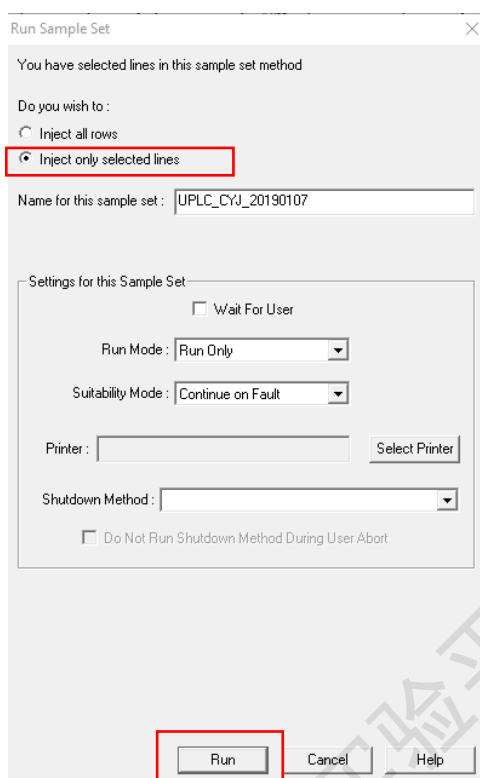 Run Sample Set
You have selected lines in this sample set method
Do you wish to :
Inject all rows
Inject only selected lines
Name for this sample set : UPLC_CYJ_20190107
Settings for this Sample Set
Wait For User
Run Mode : Run Only
Suitability Mode : Continue on Fault
Printer : Select Printer
Shutdown Method :
Do Not Run Shutdown Method During User Abort
Run Cancel Help